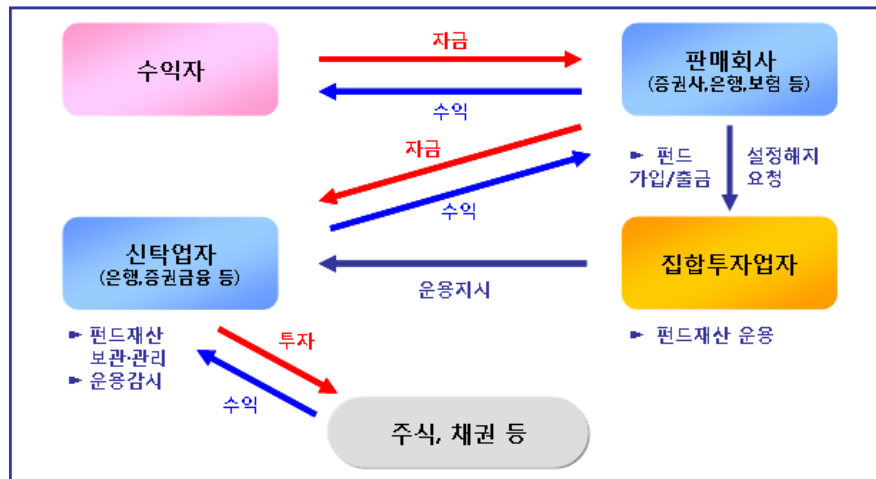 수익자
자금
수익
판매회사
(증권사,은행,보험 등)
자금
수익
► 펀드
가입/출금
설정해지
요청
신탁업자
(은행,증권금융 등)
운용지시
집합투자업자
► 펀드재산
보관·관리
► 운용감시
투자
수익
► 펀드재산 운용
주식, 채권 등